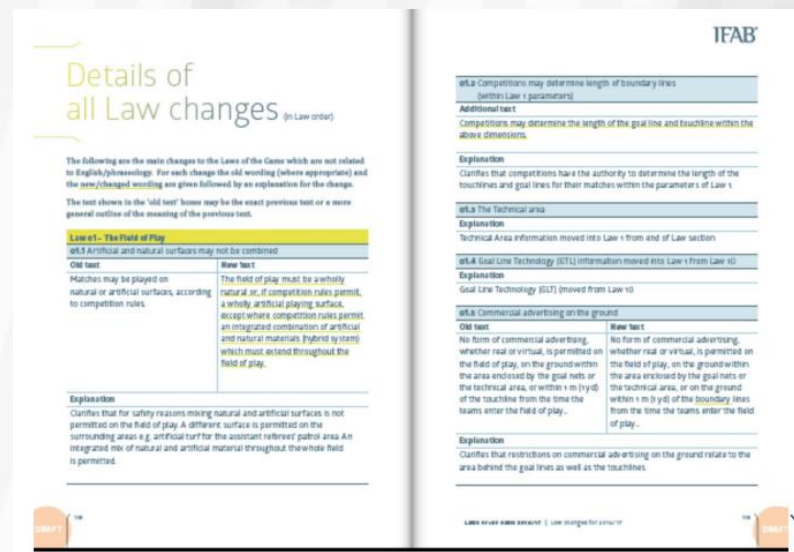 Details of
all Law changes (in Law order)
The following are the main changes to the Laws of the Game which are not related
to English/phraseology. For each change the old wording (where appropriate) and
the new/changed wording are given followed by an explanation for the change.
The text shown in the 'old text' boxes may be the exact previous text or a more
general outline of the meaning of the previous text.
Law 01 – The Field of Play
01.1 Artificial and natural surfaces may not be combined
Old text
Matches may be played on
natural or artificial surfaces, according
to competition rules.
New text
The field of play must be a wholly
natural or, if competition rules permit,
a wholly artificial playing surface,
except where competition rules permit
an integrated combination of artificial
and natural materials (hybrid system)
which must extend throughout the
field of play.
Explanation
Clarifies that for safety reasons mixing natural and artificial surfaces is not
permitted on the field of play. A different surface is permitted on the
surrounding areas e.g. artificial turf for the assistant referees' patrol area. An
integrated mix of natural and artificial material throughout the whole field
is permitted.
DRAFT
IFAB
01.2 Competitions may determine length of boundary lines
(within Law 1 parameters)
Additional text
Competitions may determine the length of the goal line and touchline within the
above dimensions.
Explanation
Clarifies that competitions have the authority to determine the length of the
touchlines and goal lines for their matches within the parameters of Law 1
01.3 The Technical area
Explanation
Technical Area information moved into Law 1 from end of Law section
01.4 Goal Line Technology (GTL) information moved into Law 1 from Law 10
Explanation
Goal Line Technology (GLT) (moved from Law 10
01.5 Commercial advertising on the ground
Old text
No form of commercial advertising,
whether real or virtual, is permitted on
the field of play, on the ground within
the area enclosed by the goal nets or
the technical area, or within 1 m (1 yd)
of the touchline from the time the
teams enter the field of play...
New text
No form of commercial advertising,
whether real or virtual, is permitted on
the field of play, on the ground within
the area enclosed by the goal nets or
the technical area, or on the ground
within 1 m (1 yd) of the boundary lines
from the time the teams enter the field
of play...
Explanation
Clarifies that restrictions on commercial advertising on the ground relate to the
area behind the goal lines as well as the touchlines.
Laws of the Game 2016/17 | Law changes for 2016/17
DRAFT